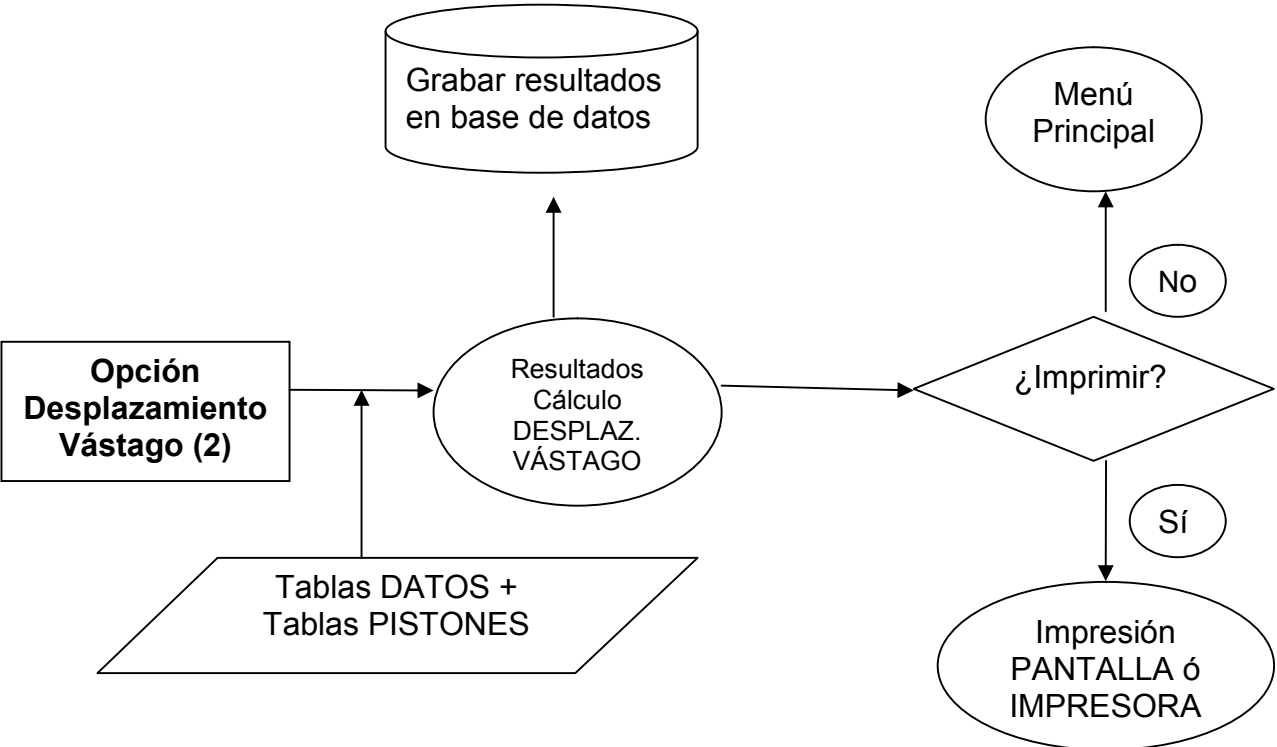 Grabar resultados
en base de datos
Menú
Principal
No
Opción
Desplazamiento
Vástago (2)
Resultados
Cálculo
DESPLAZ.
VÁSTAGO
¿Imprimir?
Sí
Tablas DATOS +
Tablas PISTONES
Impresión
PANTALLA ó
IMPRESORA